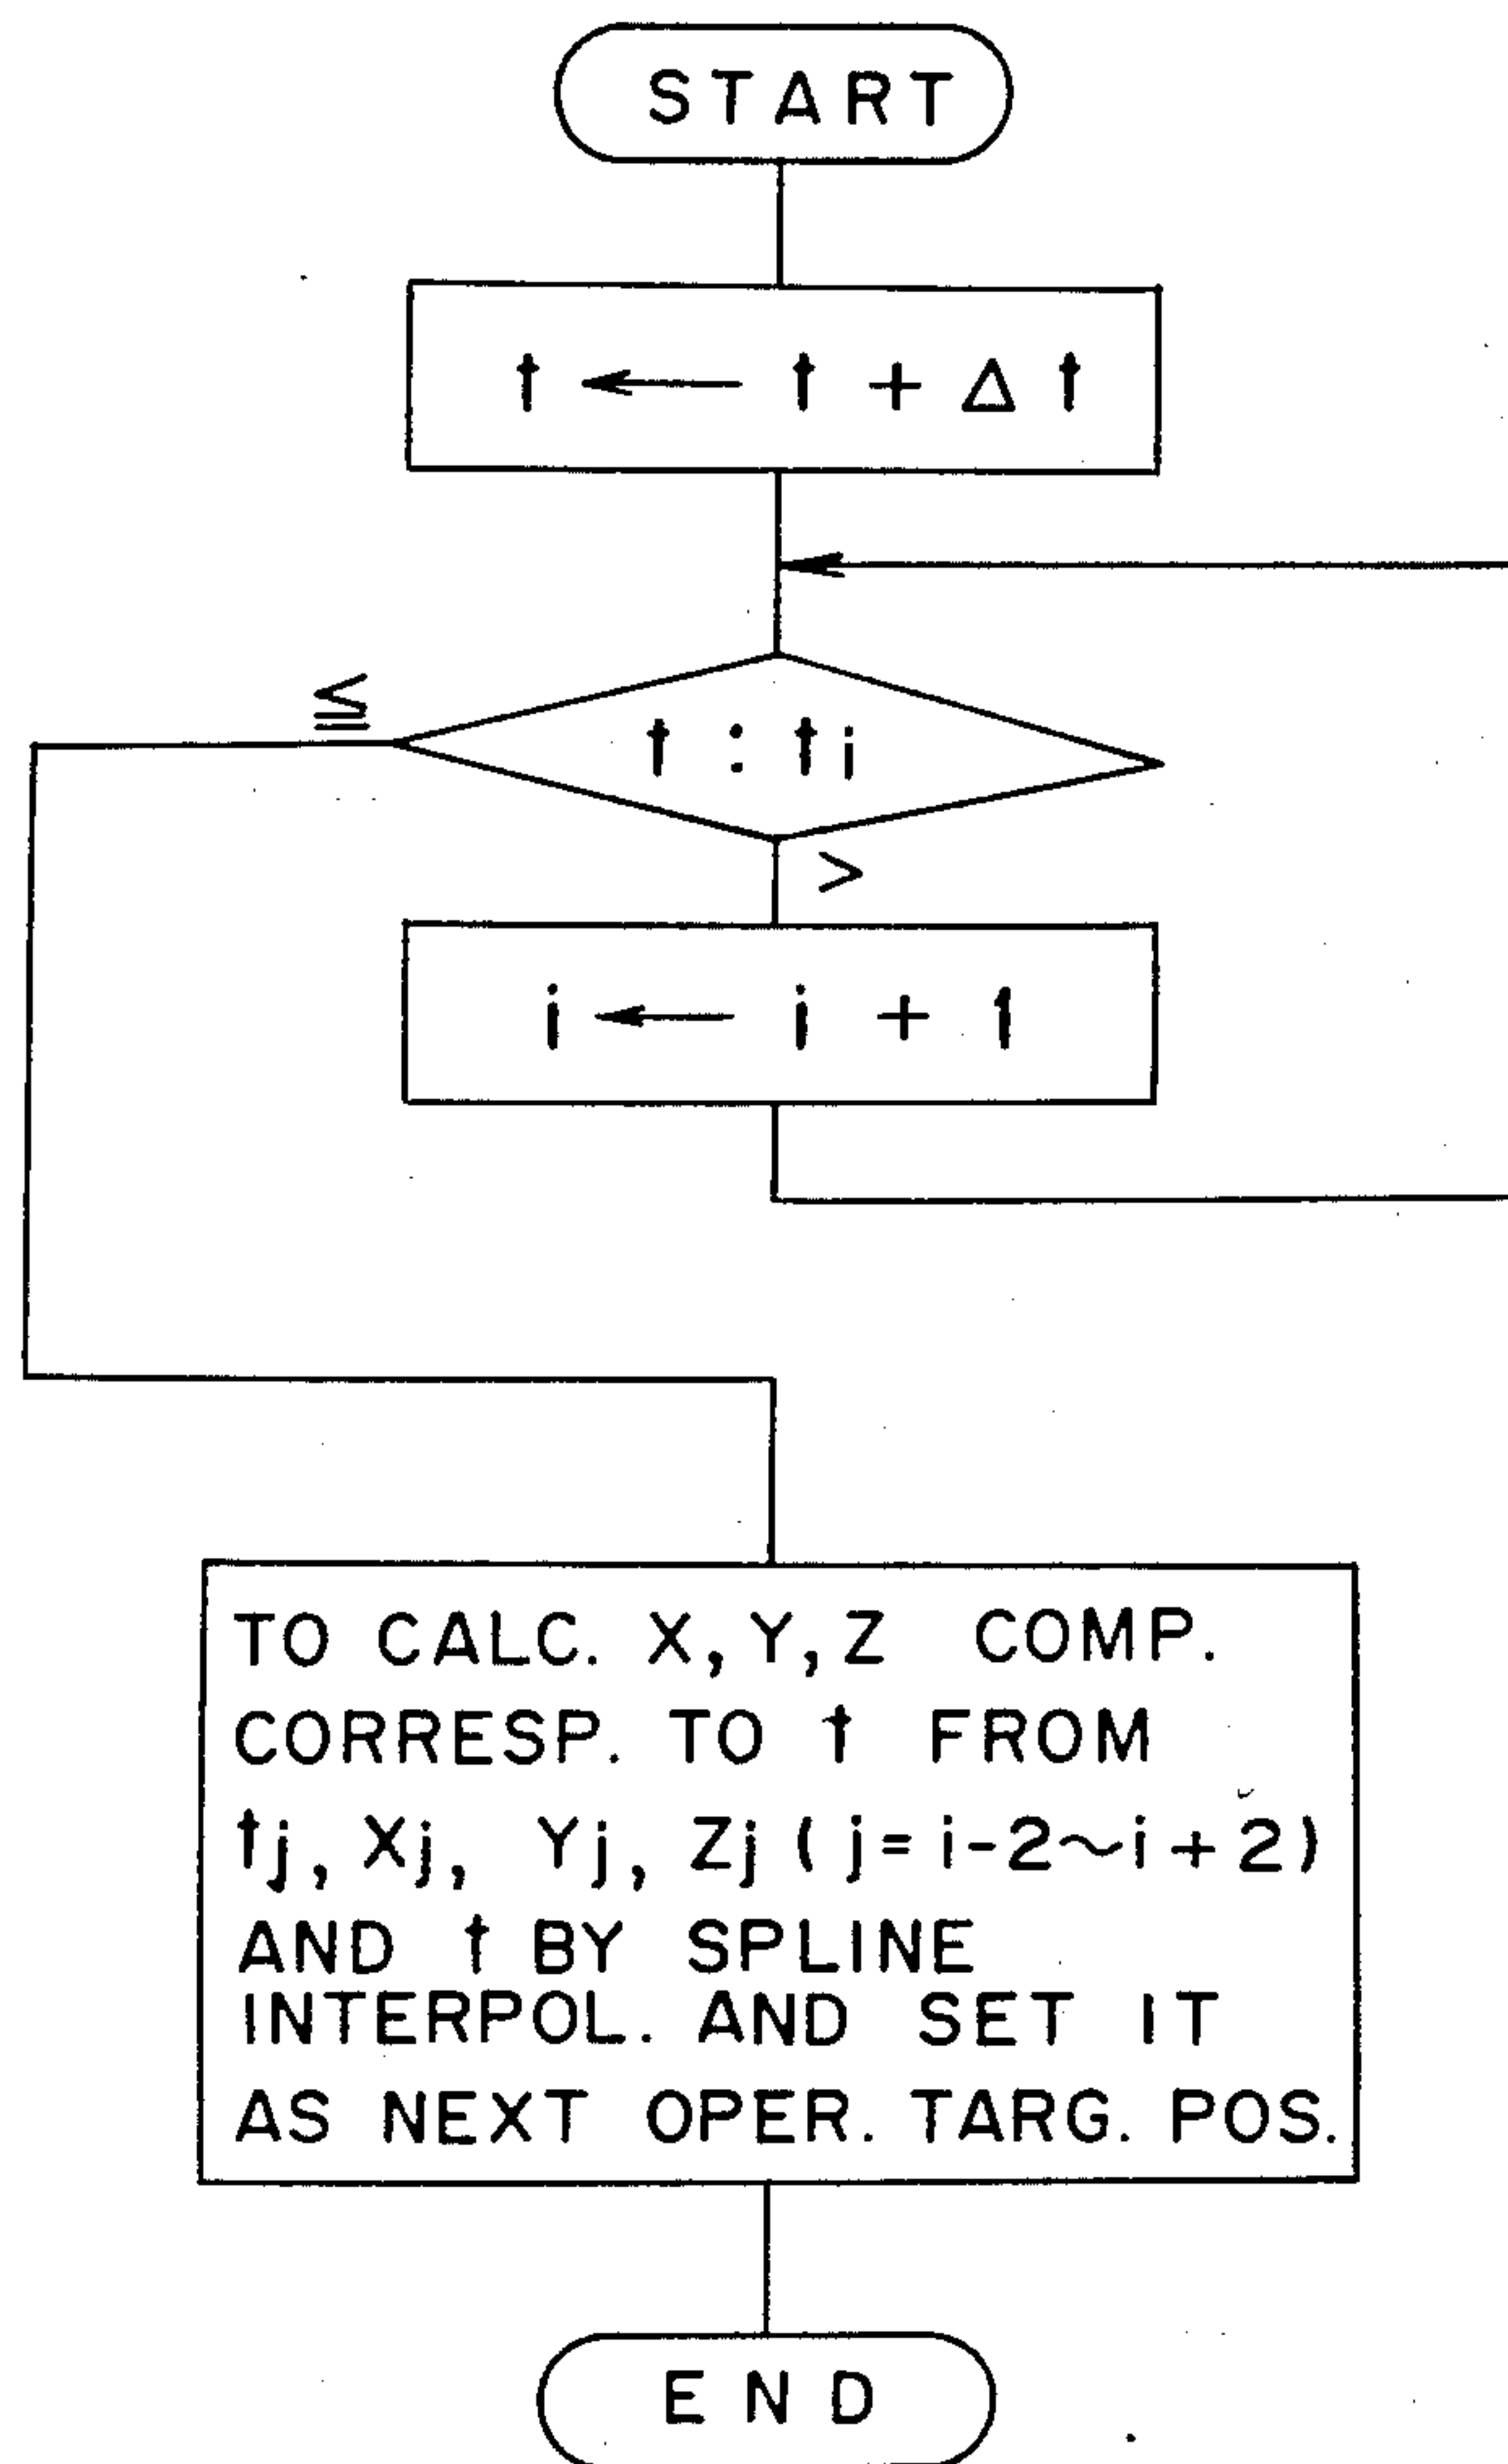 START
t ← t + Δ t
≦
t : ti
>
i ← i + 1
TO CALC. X, Y, Z COMP.
CORRESP. TO t FROM
tj, Xj, Yj, Zj ( j = i-2～i+2)
AND t BY SPLINE
INTERPOL. AND SET IT
AS NEXT OPER. TARG. POS.
END